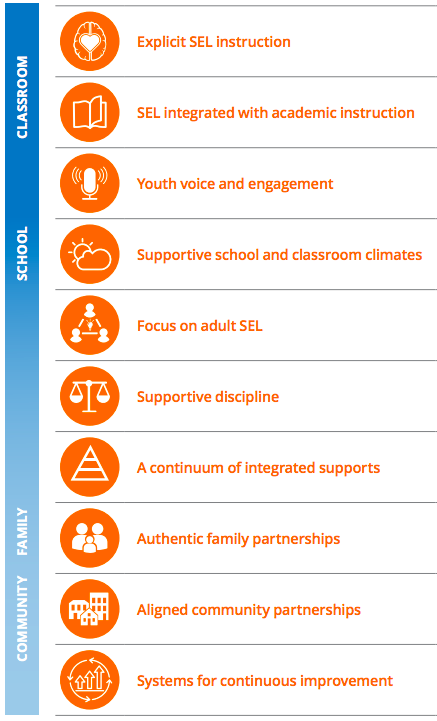 CLASSROOM
Explicit SEL instruction
SEL integrated with academic instruction
Youth voice and engagement
SCHOOL
Supportive school and classroom climates
Focus on adult SEL
Supportive discipline
A continuum of integrated supports
FAMILY
Authentic family partnerships
COMMUNITY
Aligned community partnerships
Systems for continuous improvement